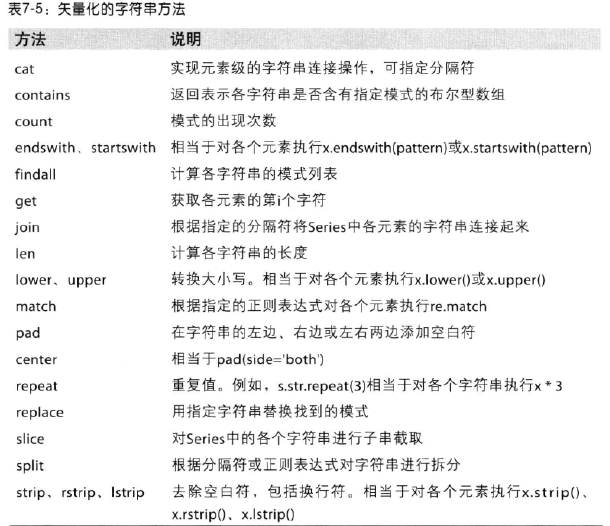 表7-5：矢量化的字符串方法
方法 说明
cat 实现元素级的字符串连接操作，可指定分隔符
contains 返回表示各字符串是否含有指定模式的布尔型数组
count 模式的出现次数
endswith、startswith 相当于对各个元素执行x.endswith(pattern)或x.startswith(pattern)
findall 计算各字符串的模式列表
get 获取各元素的第i个字符
join 根据指定的分隔符将Series中各元素的字符串连接起来
len 计算各字符串的长度
lower、upper 转换大小写。相当于对各个元素执行x.lower()或x.upper()
match 根据指定的正则表达式对各个元素执行re.match
pad 在字符串的左边、右边或左右两边添加空白符
center 相当于pad(side='both')
repeat 重复值。例如，s.str.repeat(3)相当于对各个字符串执行x * 3
replace 用指定字符串替换找到的模式
slice 对Series中的各个字符串进行子串截取
split 根据分隔符或正则表达式对字符串进行拆分
strip、rstrip、lstrip 去除空白符，包括换行符。相当于对各个元素执行x.strip()、
x.rstrip()、x.lstrip()